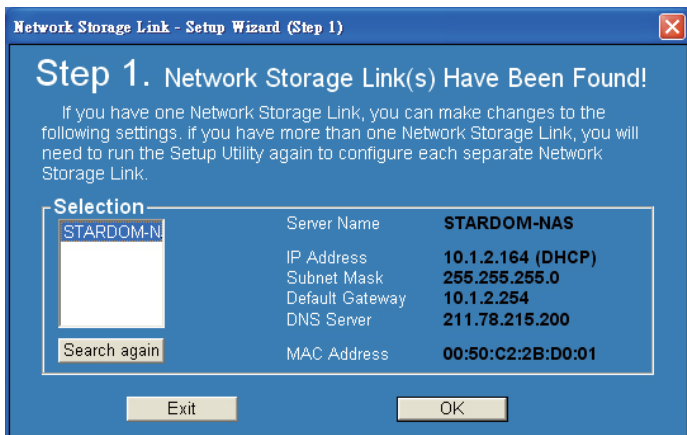 Network Storage Link - Setup Wizard (Step 1)
Step 1. Network Storage Link(s) Have Been Found!
If you have one Network Storage Link, you can make changes to the
following settings. if you have more than one Network Storage Link, you will
need to run the Setup Utility again to configure each separate Network
Storage Link.
Selection
STARDOM-N
Server Name STARDOM-NAS
IP Address 10.1.2.164 (DHCP)
Subnet Mask 255.255.255.0
Default Gateway 10.1.2.254
DNS Server 211.78.215.200
Search again
MAC Address 00:50:C2:2B:D0:01
Exit
OK